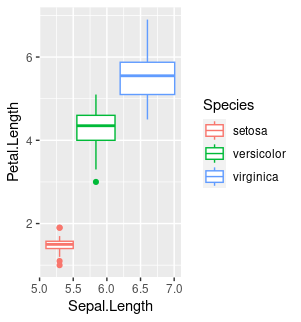 Petal.Length
6
4
2
5.0 5.5 6.0 6.5 7.0
Sepal.Length
Species
setosa
versicolor
virginica